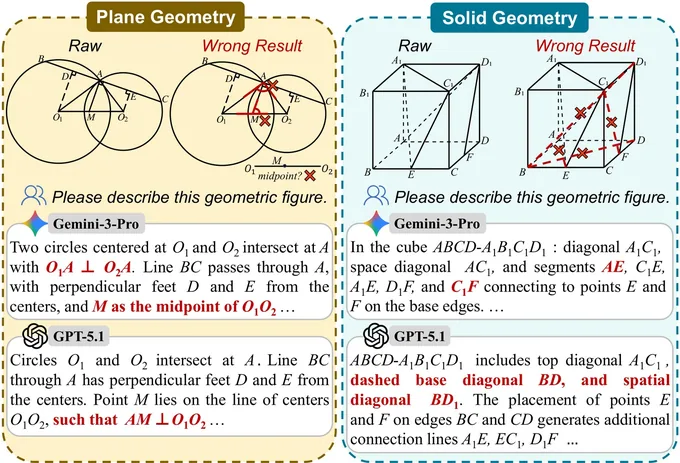 Plane Geometry
Raw
Wrong Result
B
D
A
E
C
O₁
M
O₂
B
D
A
E
C
O₁
M
O₂
O₁ M O₂
midpoint?
Please describe this geometric figure.
Gemini-3-Pro
Two circles centered at O₁ and O₂ intersect at A
with O₁A ⊥ O₂A. Line BC passes through A,
with perpendicular feet D and E from the
centers, and M as the midpoint of O₁O₂ …
GPT-5.1
Circles O₁ and O₂ intersect at A. Line BC
through A has perpendicular feet D and E from
the centers. Point M lies on the line of centers
O₁O₂, such that AM ⊥ O₁O₂ …
Solid Geometry
Raw
Wrong Result
A₁
D₁
B₁
C₁
A
D
F
B
E
C
A₁
D₁
B₁
C₁
A
D
F
B
E
C
Please describe this geometric figure.
Gemini-3-Pro
In the cube ABCD-A₁B₁C₁D₁ : diagonal A₁C₁,
space diagonal AC₁, and segments AE, C₁E,
A₁E, D₁F, and C₁F connecting to points E and
F on the base edges. …
GPT-5.1
ABCD-A₁B₁C₁D₁ includes top diagonal A₁C₁ ,
dashed base diagonal BD, and spatial
diagonal BD₁. The placement of points E
and F on edges BC and CD generates additional
connection lines A₁E, EC₁, D₁F …